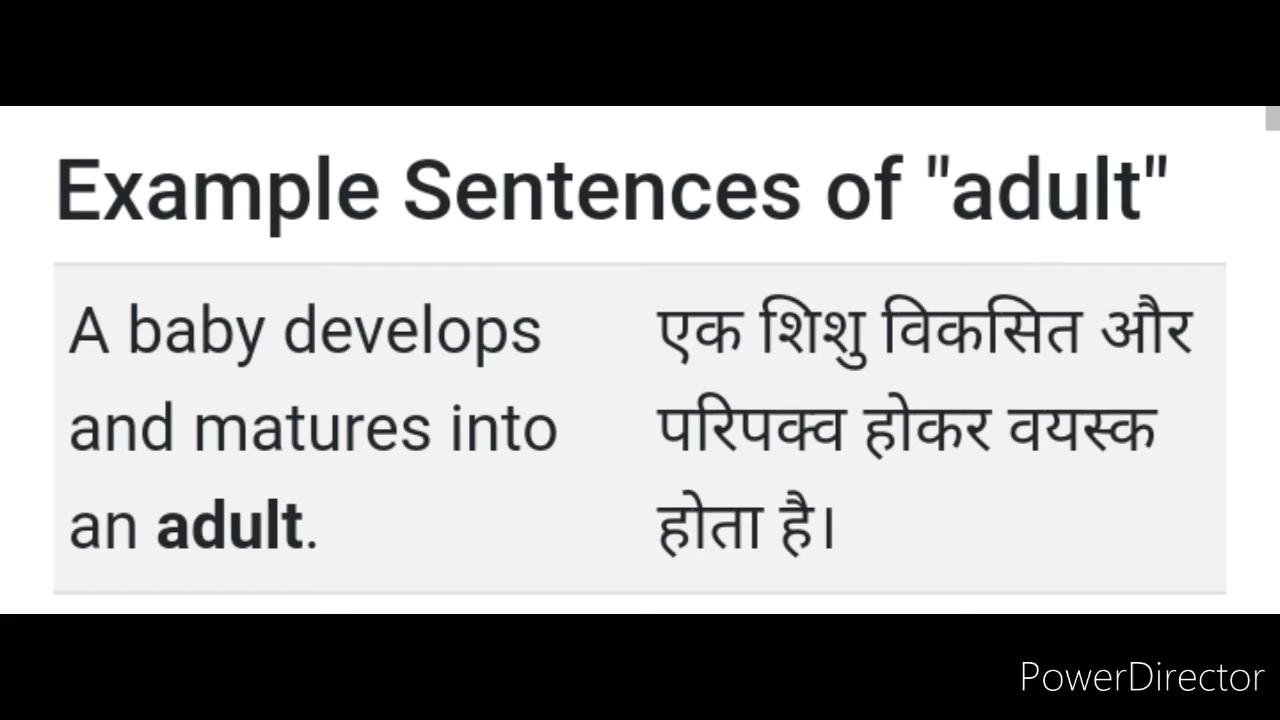 Example Sentences of "adult"
A baby develops
and matures into
an adult.
एक शिशु विकसित और
परिपक्व होकर वयस्क
होता है।
PowerDirector